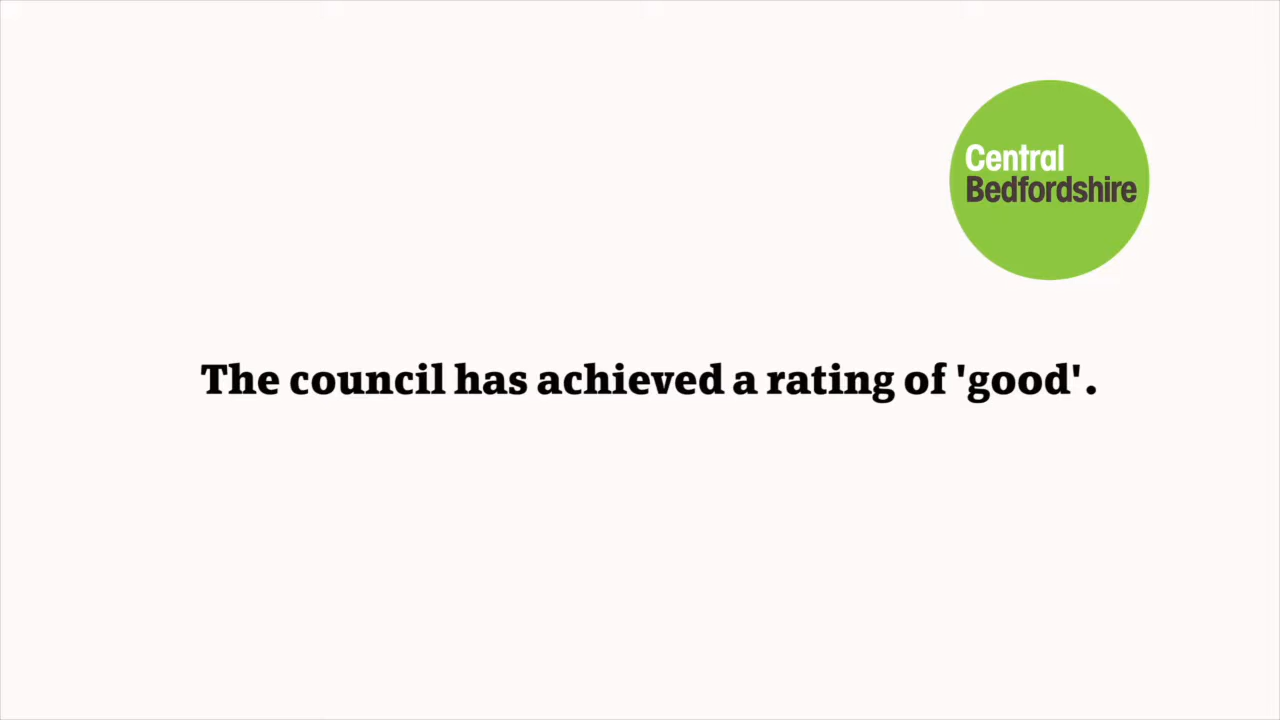 Central
Bedfordshire
The council has achieved a rating of 'good'.